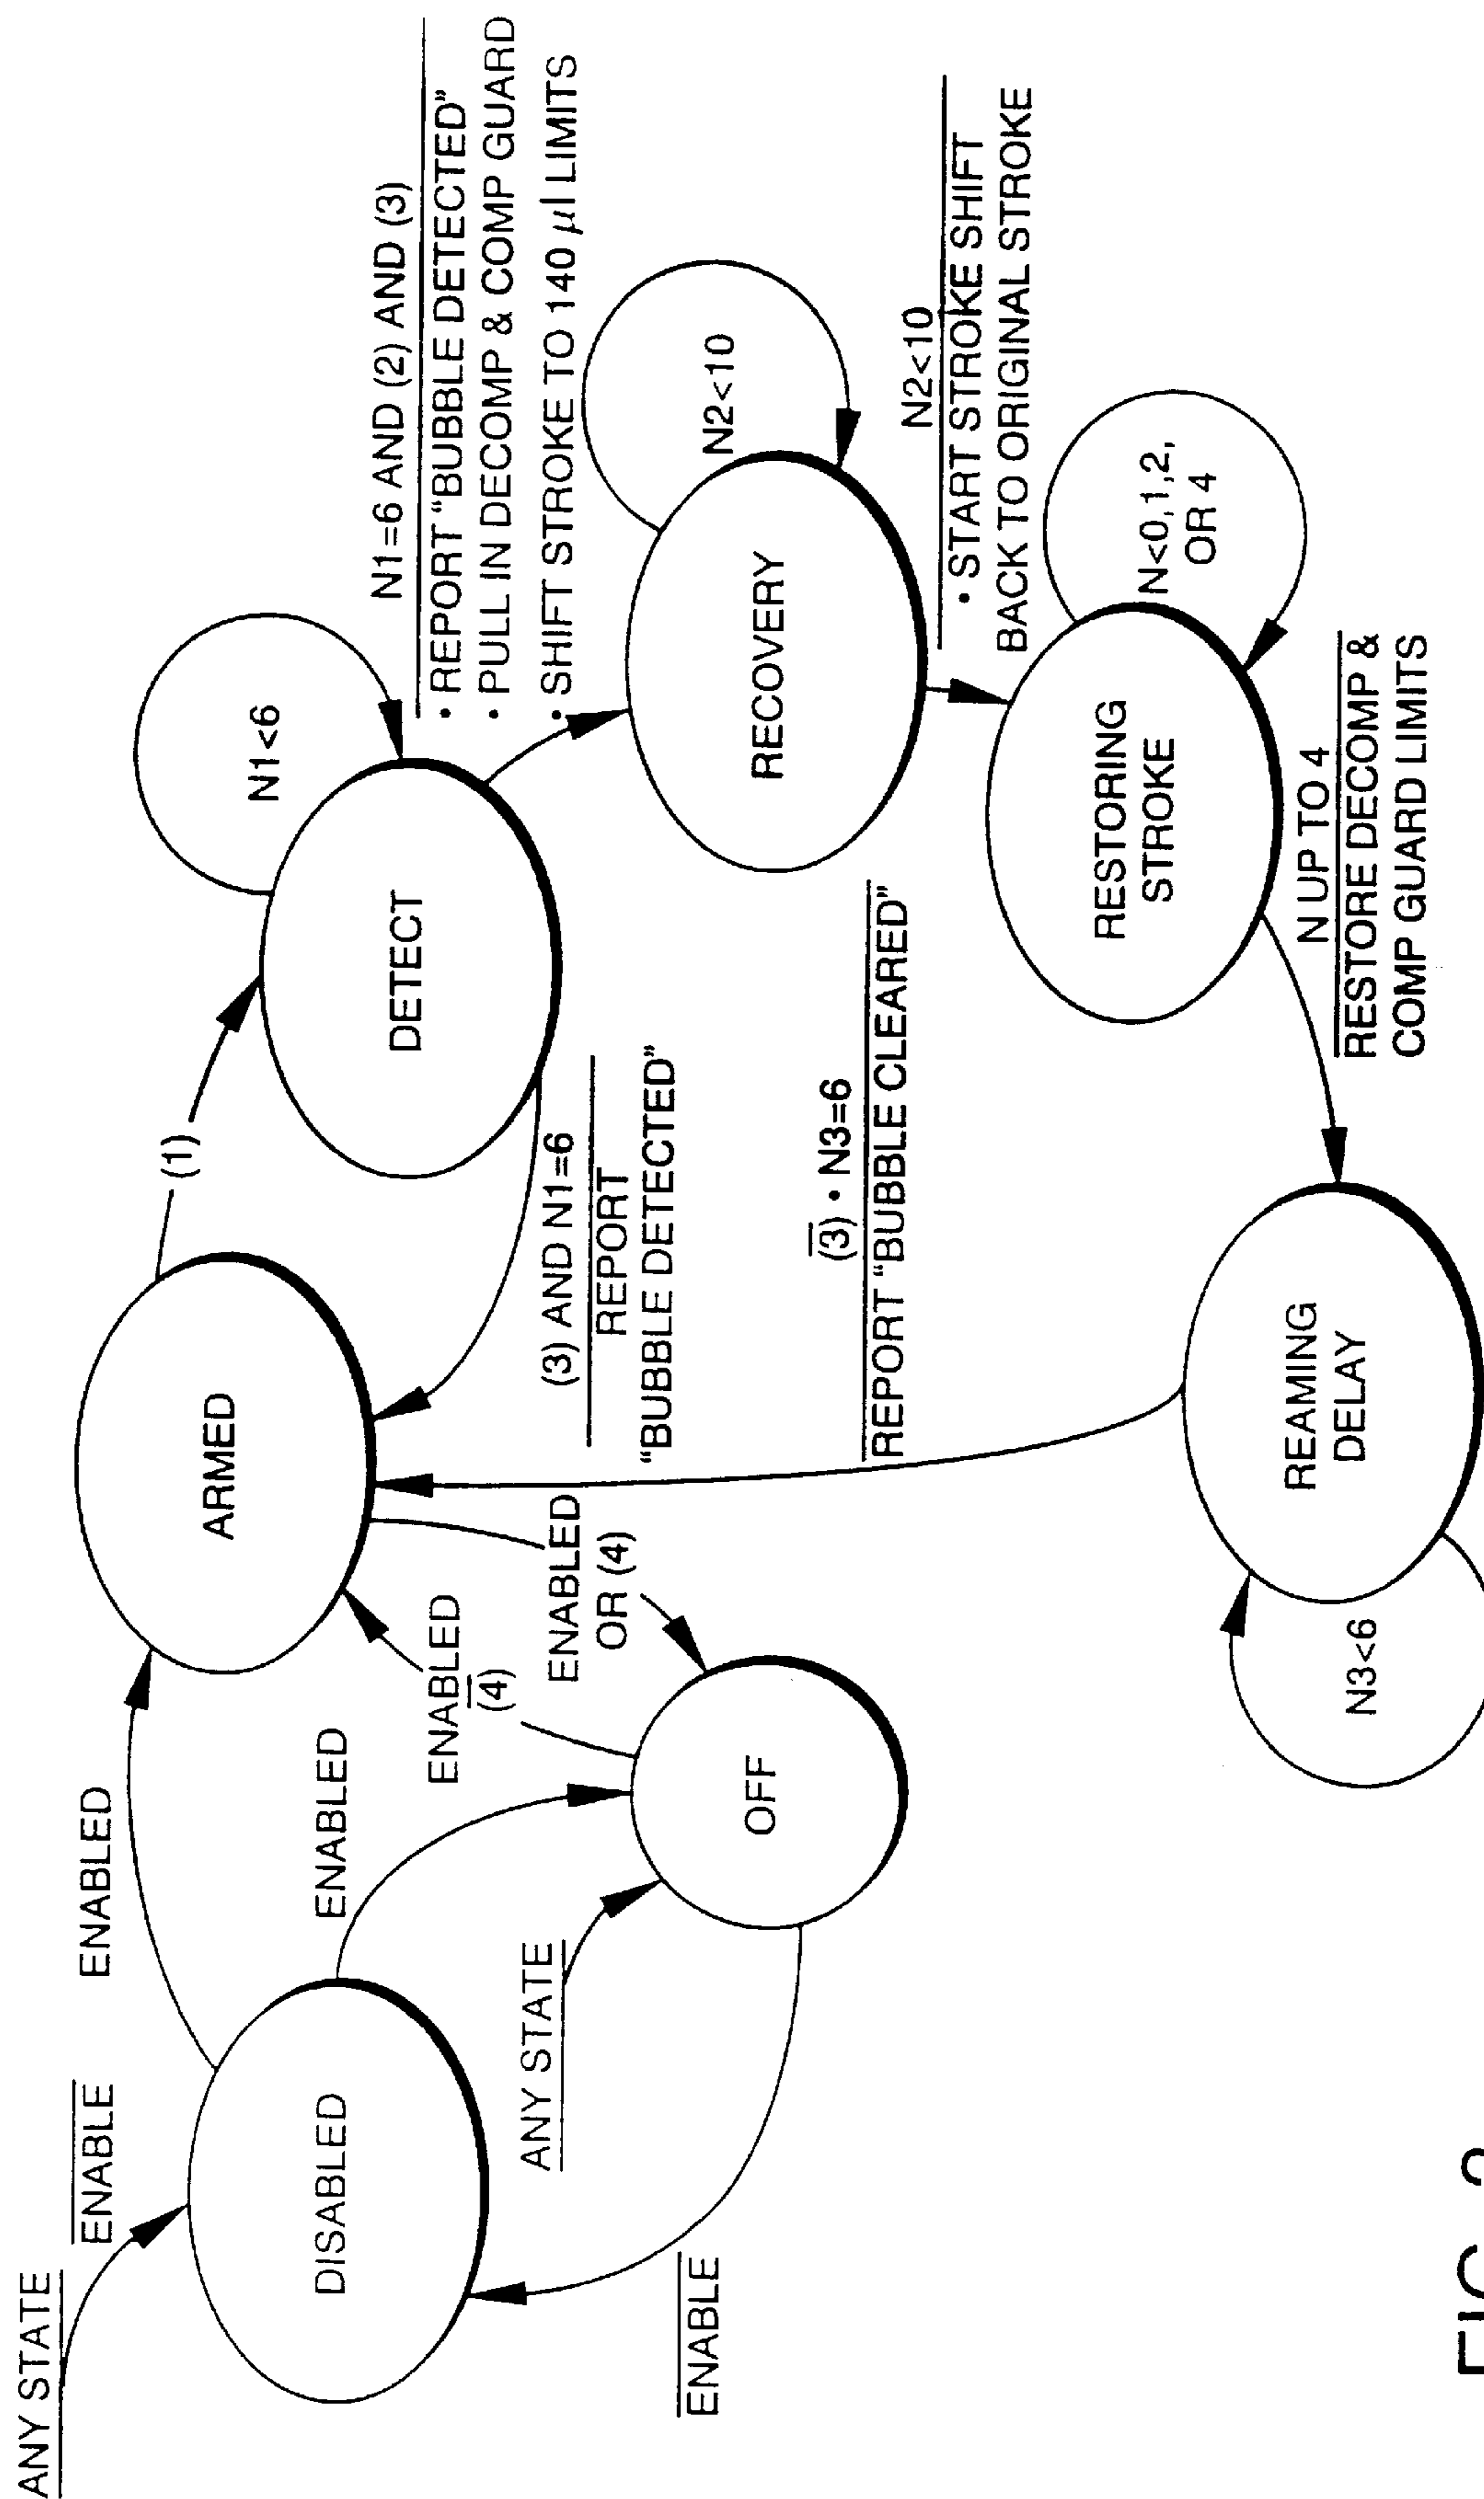 ANY STATE
ENABLE
ENABLED
ARMED
(1)
DETECT
N1<6
N1=6 AND (2) AND (3)
• REPORT “BUBBLE DETECTED”
• PULL IN DECOMP & COMP GUARD
• SHIFT STROKE TO 140 μl LIMITS
DISABLED
ENABLED
ENABLED
(4)
ENABLED
OR (4)
(3) AND N1=6
REPORT
“BUBBLE DETECTED”
ANY STATE
ENABLE
OFF
RECOVERY
N2<10
(3) • N3=6
REPORT “BUBBLE CLEARED”
N2<10
• START STROKE SHIFT
BACK TO ORIGINAL STROKE
RESTORING
STROKE
N<0,1,2,
OR 4
N UP TO 4
RESTORE DECOMP &
COMP GUARD LIMITS
REAMING
DELAY
N3<6